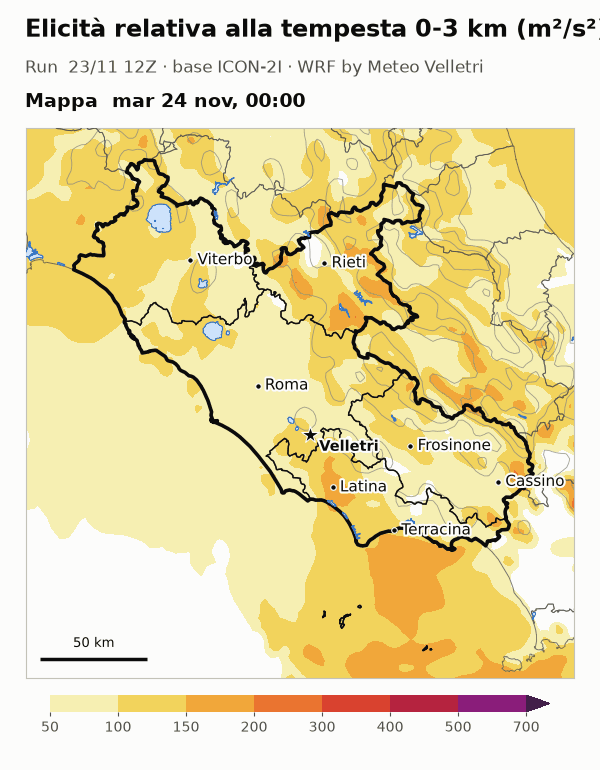 Elicità relativa alla tempesta 0-3 km (m²/s²)
Run  23/11 12Z · base ICON-2I · WRF by Meteo Velletri
Mappa  mar 24 nov, 00:00
Viterbo
Rieti
Roma
Velletri
Frosinone
Latina
Cassino
Terracina
50 km
50 100 150 200 300 400 500 700